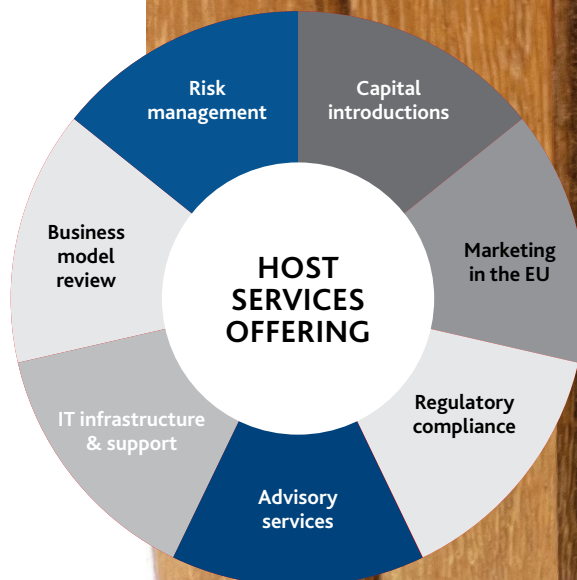 Risk
management
Capital
introductions
Business
model
review
HOST
SERVICES
OFFERING
Marketing
in the EU
IT infrastructure
& support
Regulatory
compliance
Advisory
services